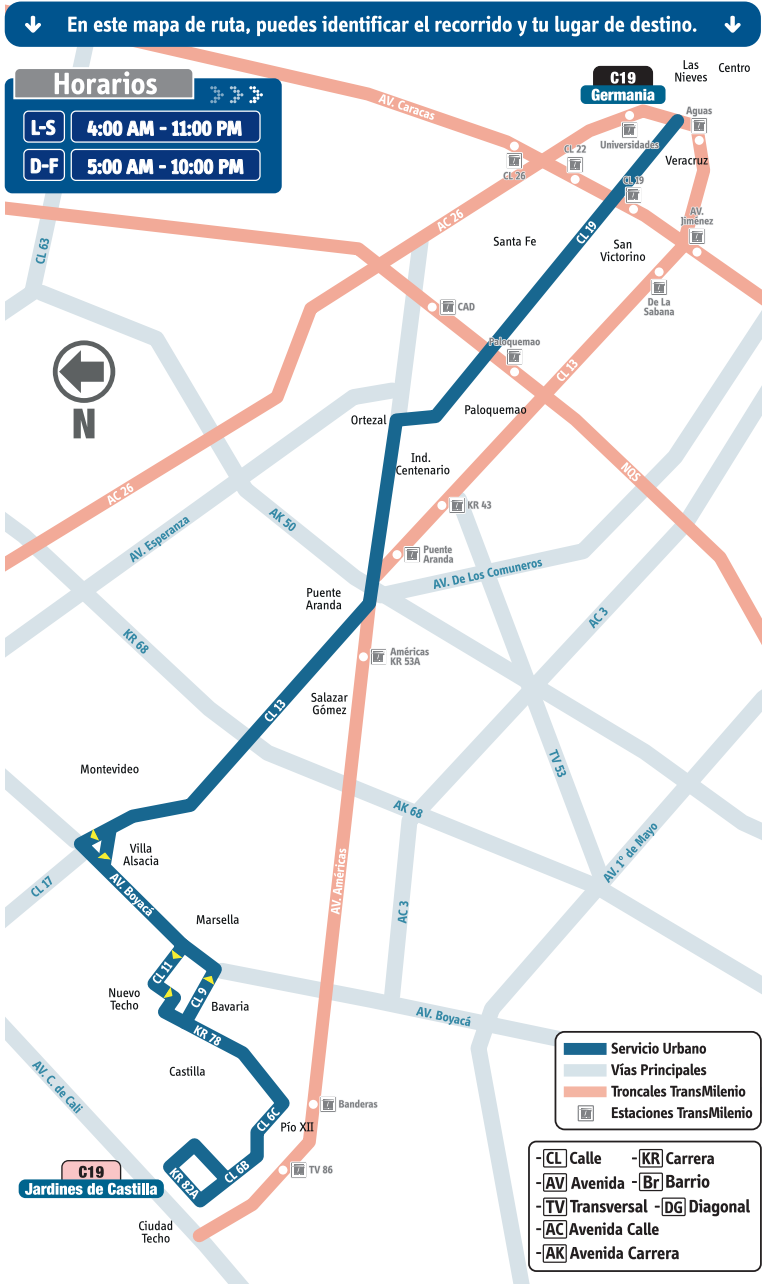 En este mapa de ruta, puedes identificar el recorrido y tu lugar de destino.
Horarios
L-S 4:00 AM - 11:00 PM
D-F 5:00 AM - 10:00 PM
C19
Germania
Las
Nieves
Centro
AV. Caracas
Aguas
Universidades
CL 22
CL 26
CL 19
Veracruz
AV.
Jiménez
AC 26
CL 63
Santa Fe
CL 19
San
Victorino
De La
Sabana
CAD
Paloquemao
CL 13
N
Ortezal
Paloquemao
Ind.
Centenario
NQS
AC 26
KR 43
AV. Esperanza
AK 50
Puente
Aranda
AV. De Los Comuneros
Puente
Aranda
AC 3
KR 68
Américas
KR 53A
Salazar
Gómez
CL 13
TV 53
Montevideo
AK 68
AV. 1° de Mayo
Villa
Alsacia
CL 17
AV. Boyacá
AV. Américas
AC 3
Marsella
CL 11
CL 9
Nuevo
Techo
Bavaria
AV. Boyacá
KR 78
Castilla
AV. C. de Cali
Banderas
CL 6C
Pío XII
CL 6B
KR 82A
TV 86
C19
Jardines de Castilla
Ciudad
Techo
Servicio Urbano
Vías Principales
Troncales TransMilenio
Estaciones TransMilenio
- CL Calle - KR Carrera
- AV Avenida - Br Barrio
- TV Transversal - DG Diagonal
- AC Avenida Calle
- AK Avenida Carrera